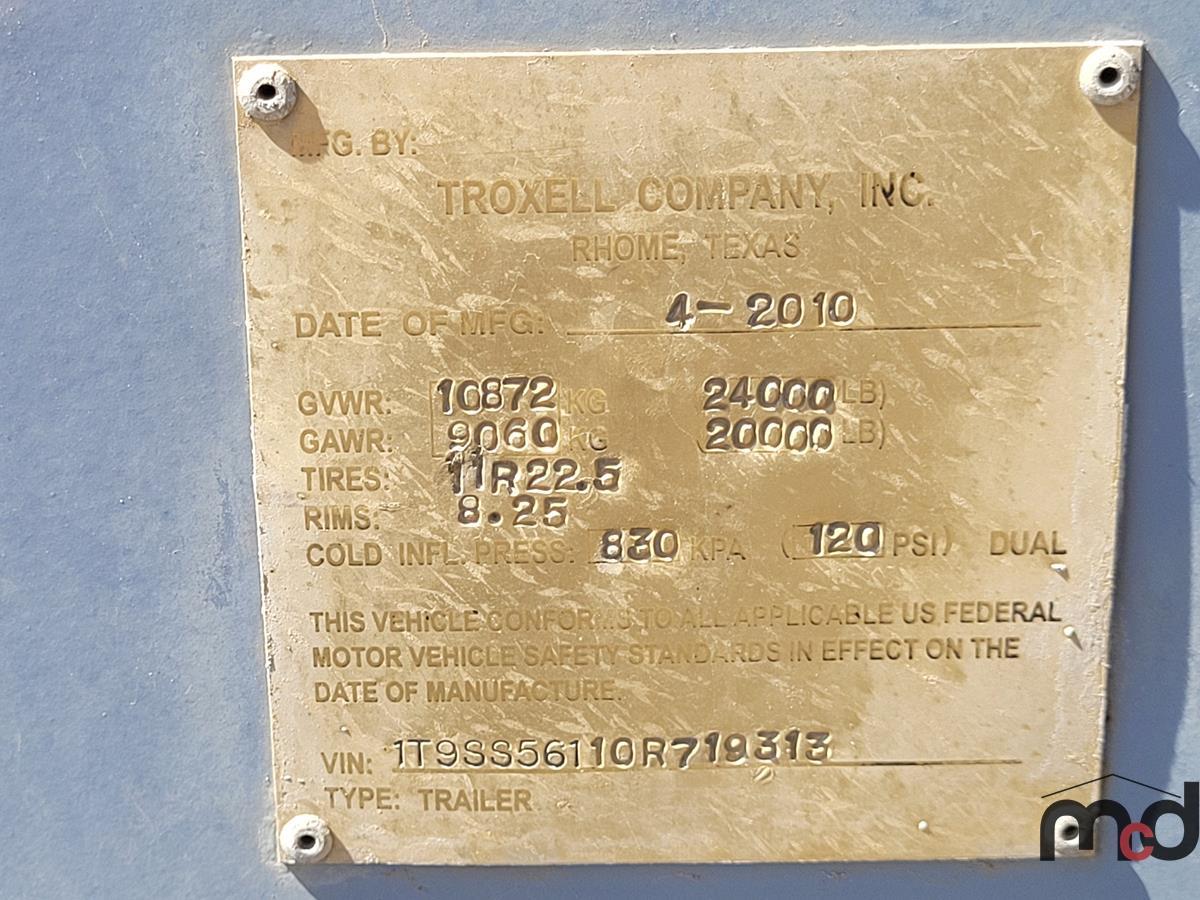 MFG. BY:
TROXELL COMPANY, INC.
RHOME, TEXAS
DATE OF MFG: 4-2010
GVWR: 10872 KG 24000 LB)
GAWR: 9060 KG (20000 LB)
TIRES: 11R22.5
RIMS: 8.25
COLD INFL. PRESS: 830 KPA (120 PSI) DUAL
THIS VEHICLE CONFORMS TO ALL APPLICABLE US FEDERAL
MOTOR VEHICLE SAFETY STANDARDS IN EFFECT ON THE
DATE OF MANUFACTURE.
VIN: 1T9SS56110R719313
TYPE: TRAILER
mcd